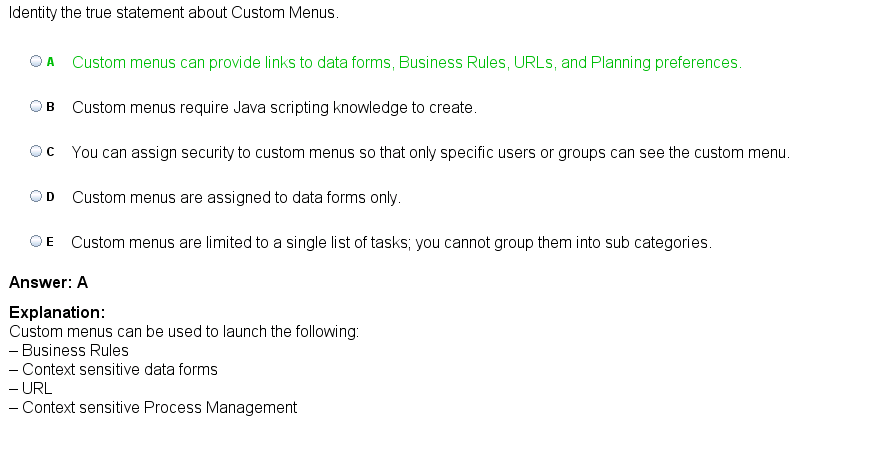 Identity the true statement about Custom Menus.
A Custom menus can provide links to data forms, Business Rules, URLs, and Planning preferences.
B Custom menus require Java scripting knowledge to create.
C You can assign security to custom menus so that only specific users or groups can see the custom menu.
D Custom menus are assigned to data forms only.
E Custom menus are limited to a single list of tasks; you cannot group them into sub categories.
Answer: A
Explanation:
Custom menus can be used to launch the following:
– Business Rules
– Context sensitive data forms
– URL
– Context sensitive Process Management